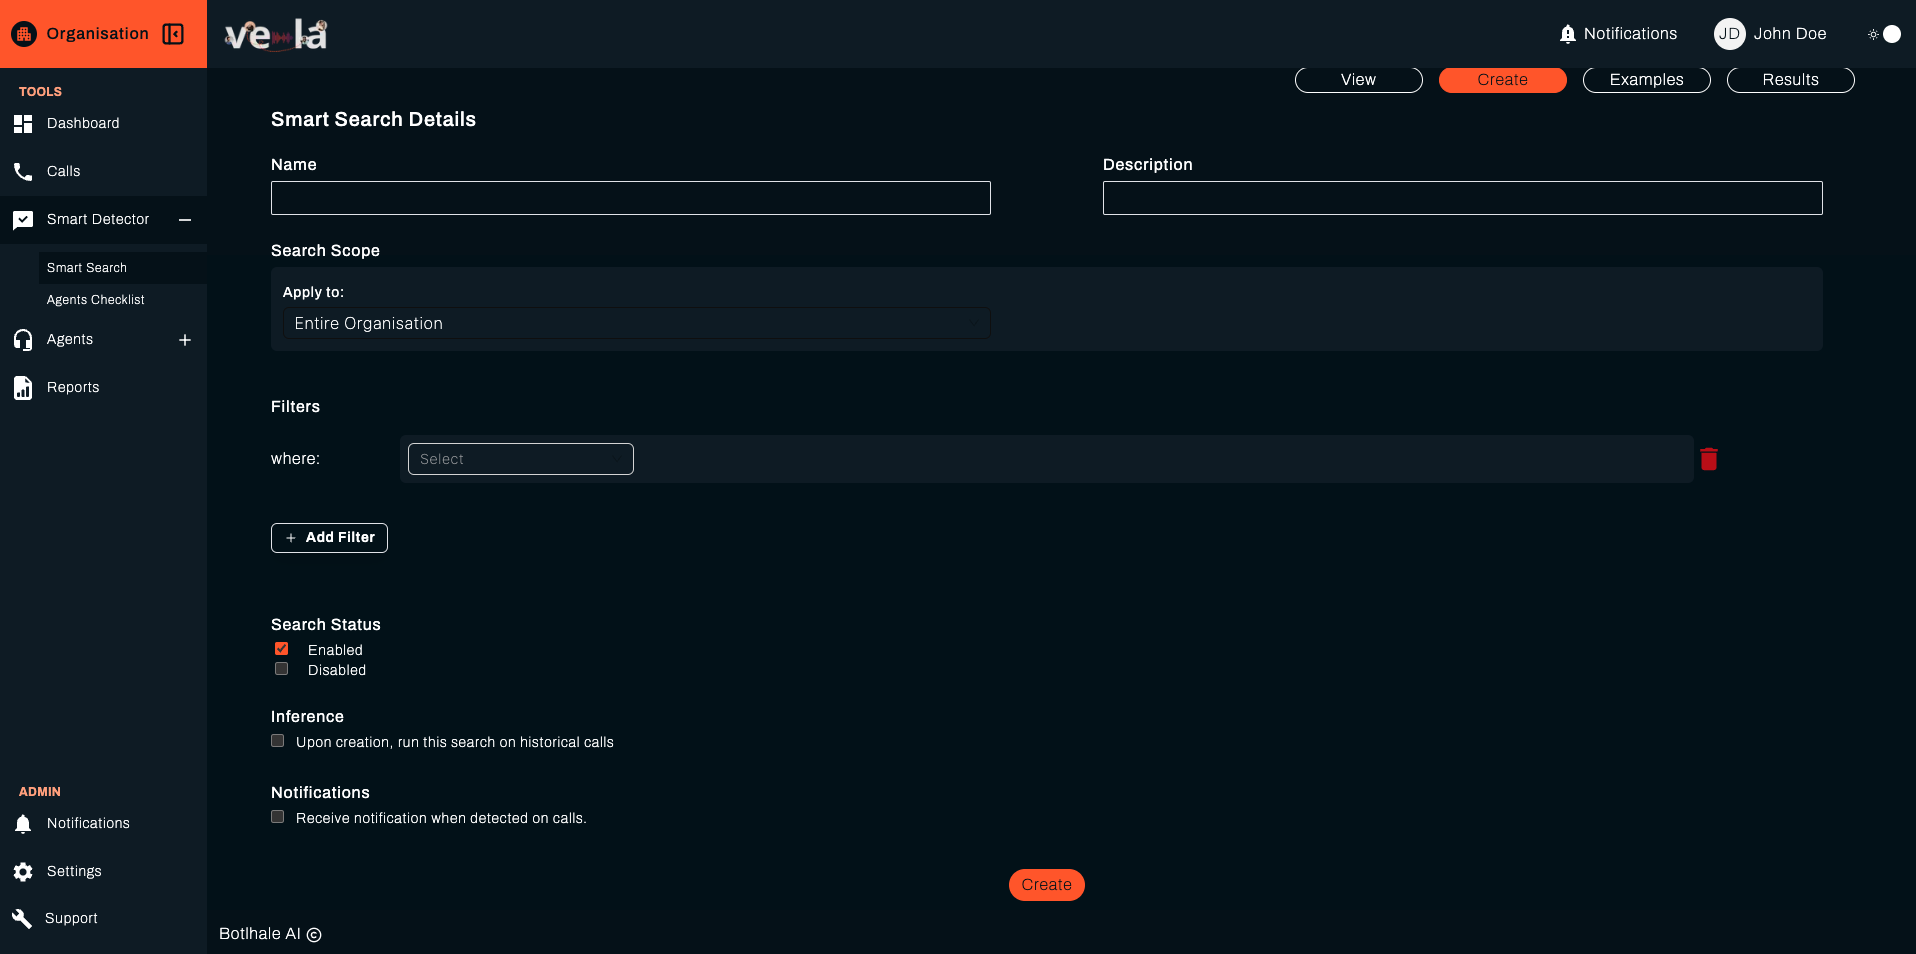 Organisation
vela
Notifications
JD John Doe
View
Create
Examples
Results
TOOLS
Dashboard
Calls
Smart Detector
Smart Search
Agents Checklist
Agents
Reports
ADMIN
Notifications
Settings
Support
Smart Search Details
Name
Description
Search Scope
Apply to:
Entire Organisation
Filters
where:
Select
Add Filter
Search Status
Enabled
Disabled
Inference
Upon creation, run this search on historical calls
Notifications
Receive notification when detected on calls.
Create
Botlhale AI ©